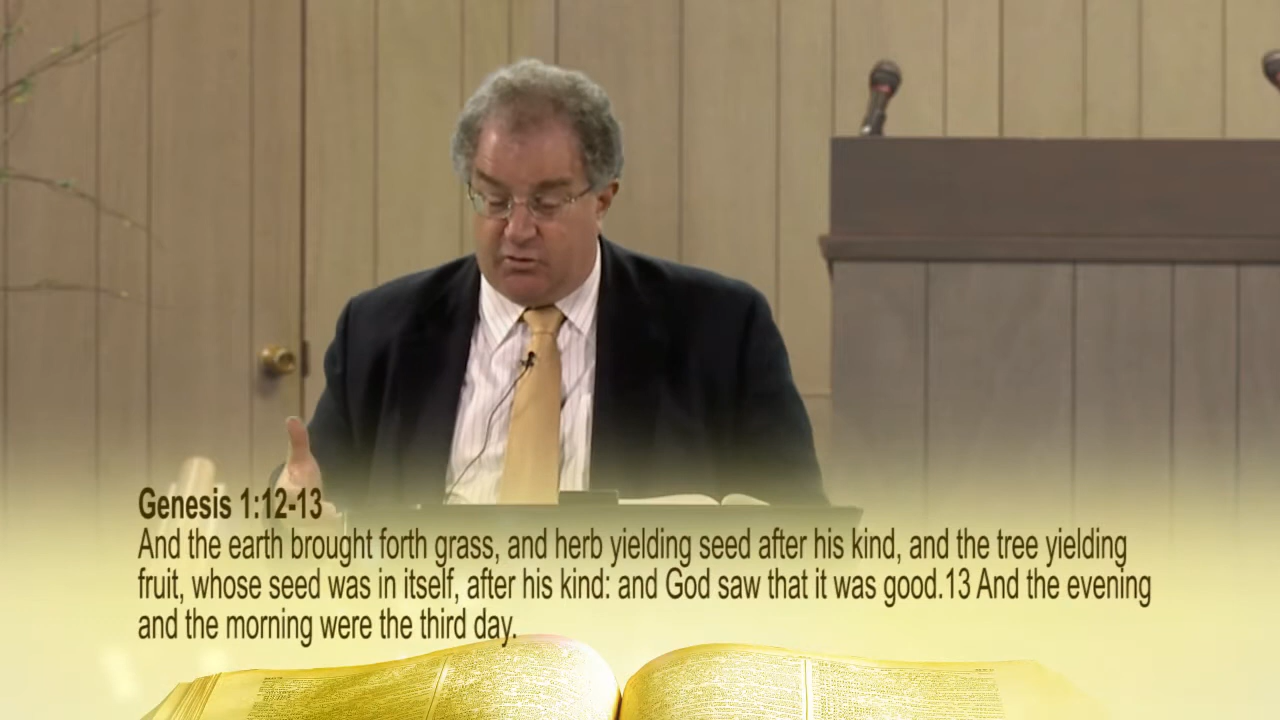 Genesis 1:12-13
And the earth brought forth grass, and herb yielding seed after his kind, and the tree yielding
fruit, whose seed was in itself, after his kind: and God saw that it was good.13 And the evening
and the morning were the third day.